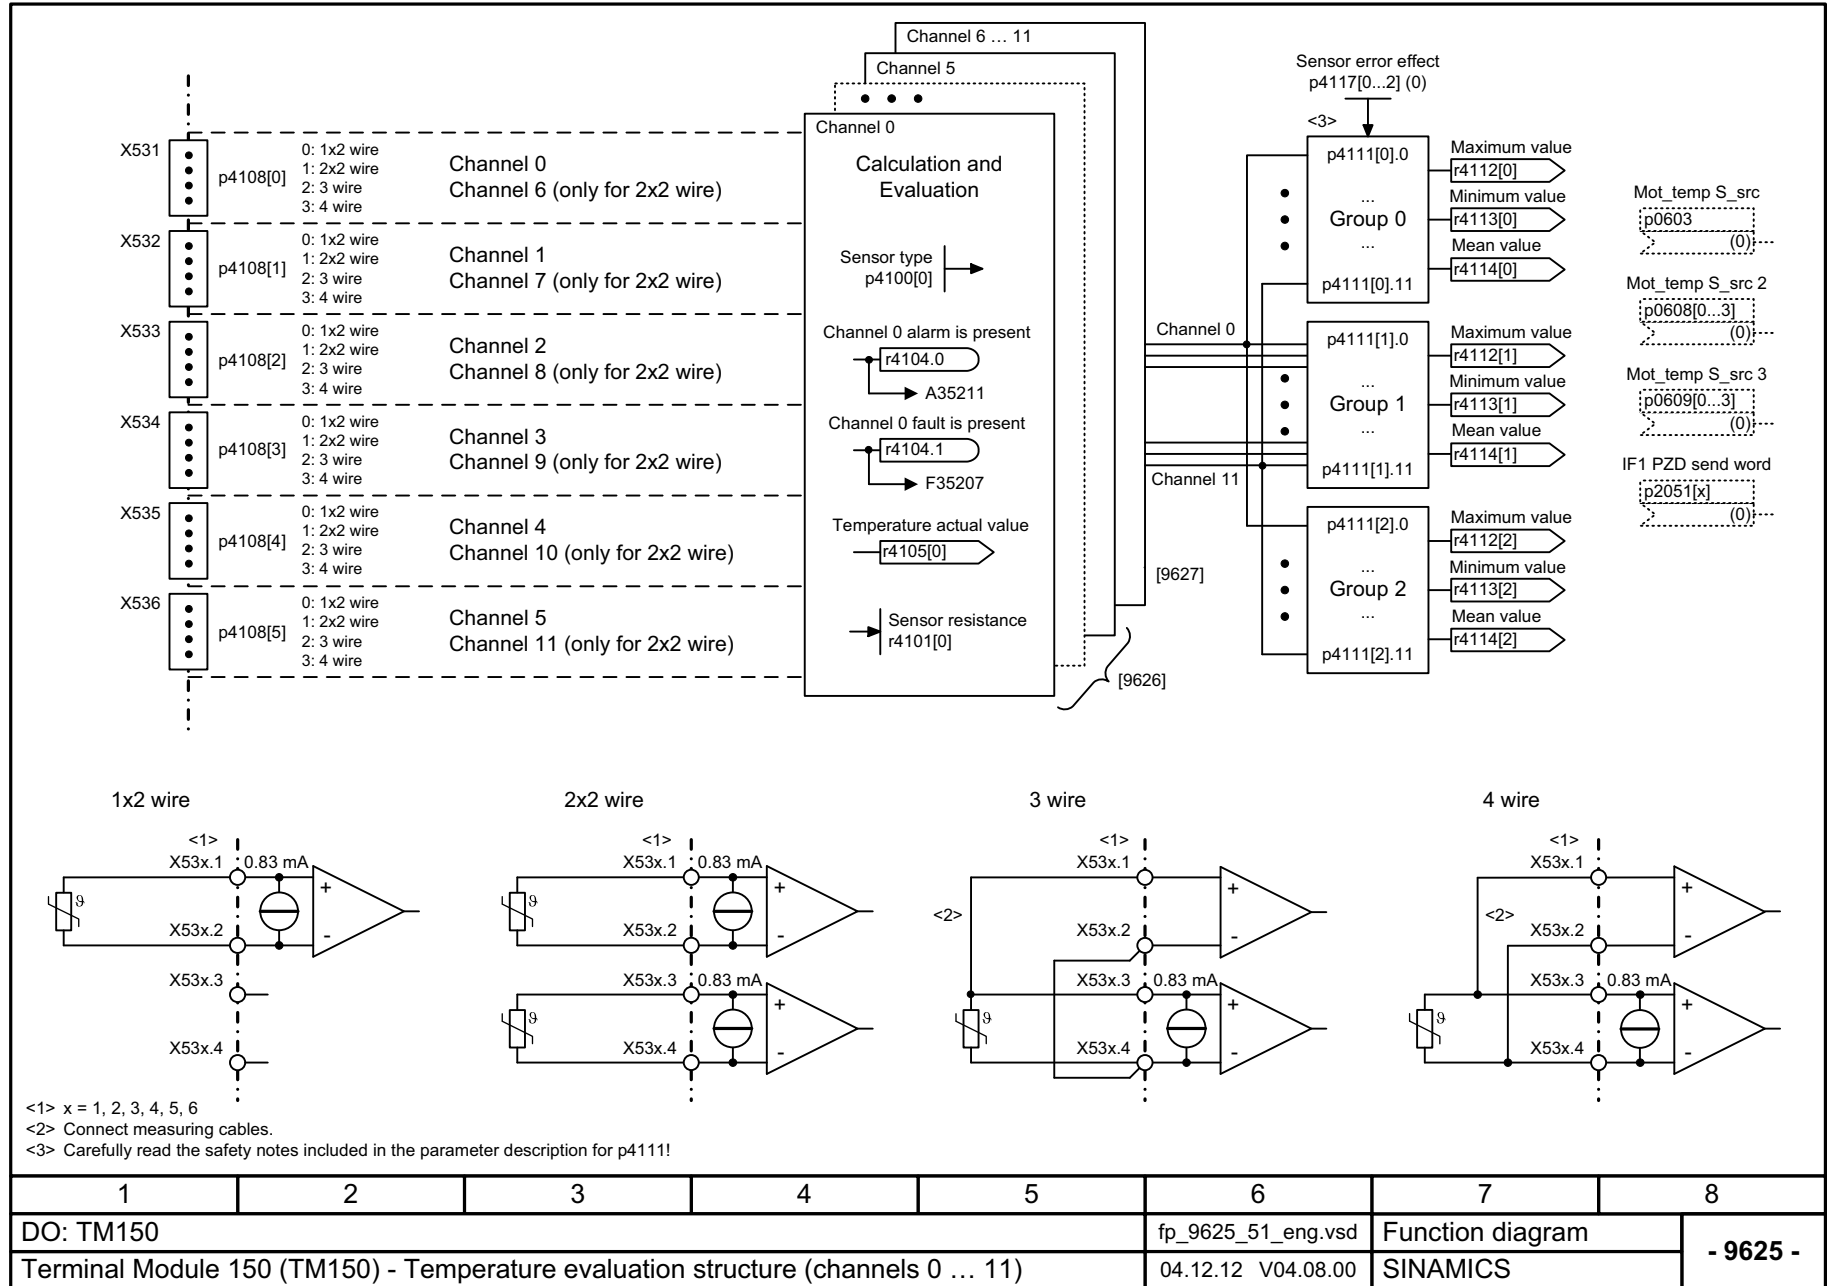 Channel 6 … 11
Channel 5
Channel 0
Calculation and
Evaluation
Sensor type
p4100[0]
Channel 0 alarm is present
r4104.0
A35211
Channel 0 fault is present
r4104.1
F35207
Temperature actual value
r4105[0]
Sensor resistance
r4101[0]
[9627]
[9626]
X531
p4108[0]
0: 1x2 wire
1: 2x2 wire
2: 3 wire
3: 4 wire
Channel 0
Channel 6 (only for 2x2 wire)
X532
p4108[1]
0: 1x2 wire
1: 2x2 wire
2: 3 wire
3: 4 wire
Channel 1
Channel 7 (only for 2x2 wire)
X533
p4108[2]
0: 1x2 wire
1: 2x2 wire
2: 3 wire
3: 4 wire
Channel 2
Channel 8 (only for 2x2 wire)
X534
p4108[3]
0: 1x2 wire
1: 2x2 wire
2: 3 wire
3: 4 wire
Channel 3
Channel 9 (only for 2x2 wire)
X535
p4108[4]
0: 1x2 wire
1: 2x2 wire
2: 3 wire
3: 4 wire
Channel 4
Channel 10 (only for 2x2 wire)
X536
p4108[5]
0: 1x2 wire
1: 2x2 wire
2: 3 wire
3: 4 wire
Channel 5
Channel 11 (only for 2x2 wire)
Channel 0
Channel 11
Sensor error effect
p4117[0...2] (0)
<3>
p4111[0].0
...
Group 0
...
p4111[0].11
Maximum value
r4112[0]
Minimum value
r4113[0]
Mean value
r4114[0]
p4111[1].0
...
Group 1
...
p4111[1].11
Maximum value
r4112[1]
Minimum value
r4113[1]
Mean value
r4114[1]
p4111[2].0
...
Group 2
...
p4111[2].11
Maximum value
r4112[2]
Minimum value
r4113[2]
Mean value
r4114[2]
Mot_temp S_src
p0603
(0)
Mot_temp S_src 2
p0608[0...3]
(0)
Mot_temp S_src 3
p0609[0...3]
(0)
IF1 PZD send word
p2051[x]
(0)
1x2 wire
<1>
X53x.1
0.83 mA
+
ϑ
X53x.2
-
X53x.3
X53x.4
2x2 wire
<1>
X53x.1
0.83 mA
+
ϑ
X53x.2
-
X53x.3
0.83 mA
+
ϑ
X53x.4
-
3 wire
<1>
X53x.1
+
<2>
X53x.2
-
X53x.3
0.83 mA
+
ϑ
X53x.4
-
4 wire
<1>
X53x.1
+
<2>
X53x.2
-
X53x.3
0.83 mA
+
ϑ
X53x.4
-
<1> x = 1, 2, 3, 4, 5, 6
<2> Connect measuring cables.
<3> Carefully read the safety notes included in the parameter description for p4111!
1 2 3 4 5 6 7 8
DO: TM150
fp_9625_51_eng.vsd
Function diagram
- 9625 -
Terminal Module 150 (TM150) - Temperature evaluation structure (channels 0 … 11)
04.12.12 V04.08.00
SINAMICS